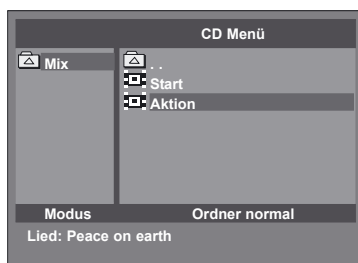 CD Menü
Mix
. .
Start
Aktion
Modus
Ordner normal
Lied: Peace on earth